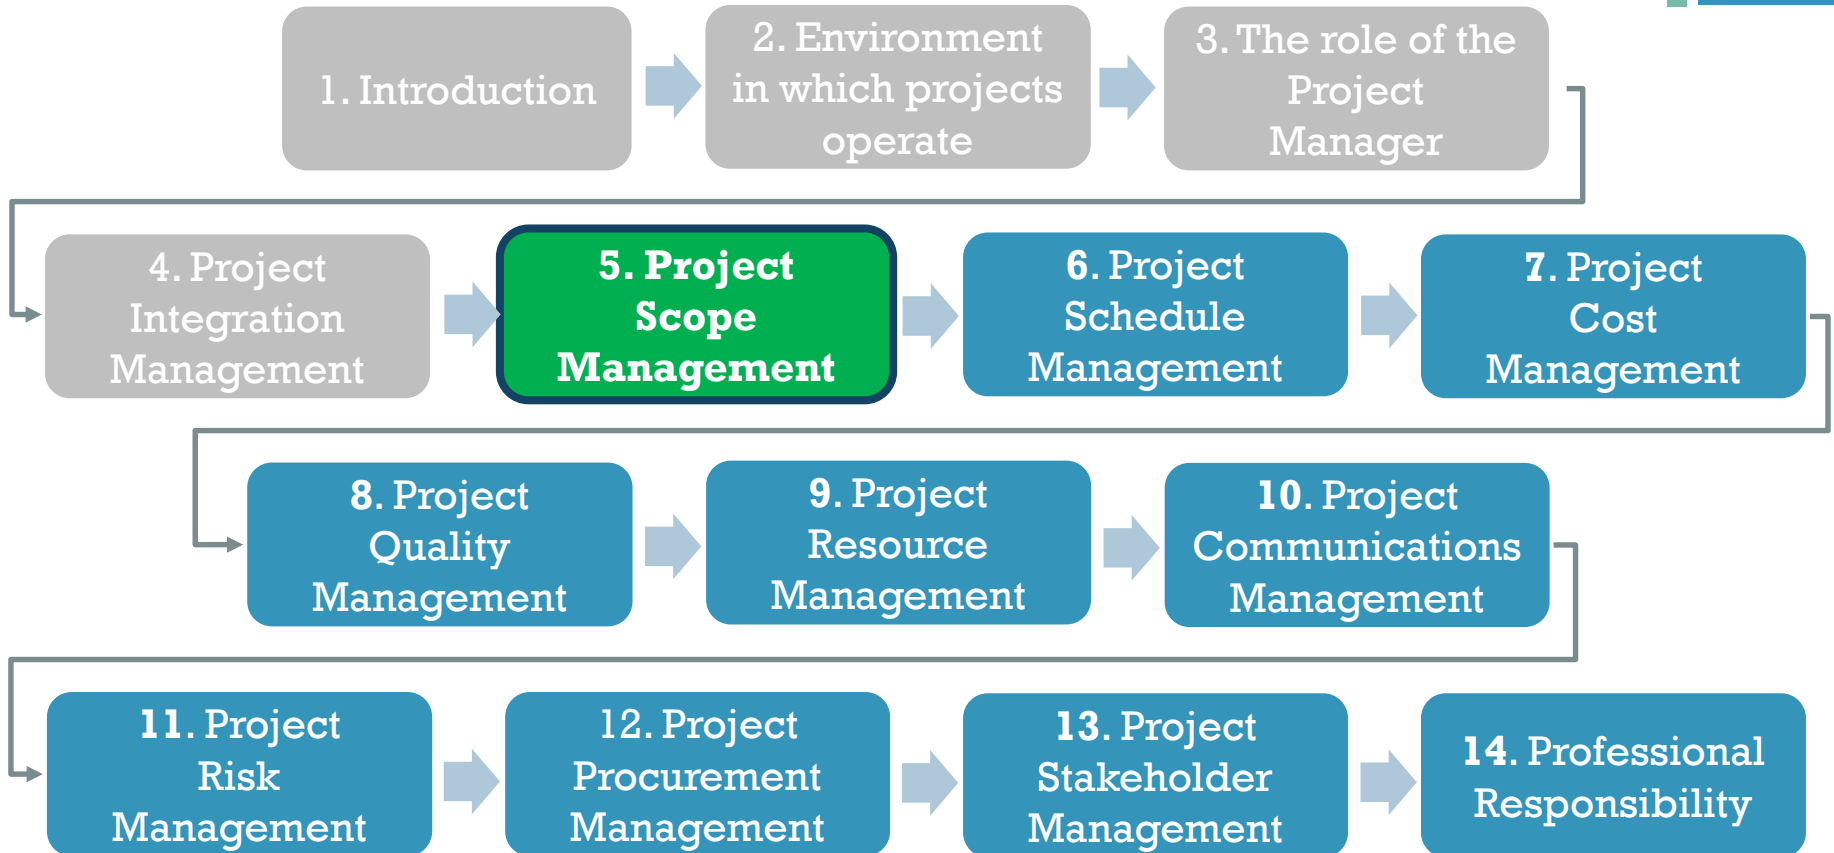 1. Introduction
2. Environment
in which projects
operate
3. The role of the
Project
Manager
4. Project
Integration
Management
5. Project
Scope
Management
6. Project
Schedule
Management
7. Project
Cost
Management
8. Project
Quality
Management
9. Project
Resource
Management
10. Project
Communications
Management
11. Project
Risk
Management
12. Project
Procurement
Management
13. Project
Stakeholder
Management
14. Professional
Responsibility